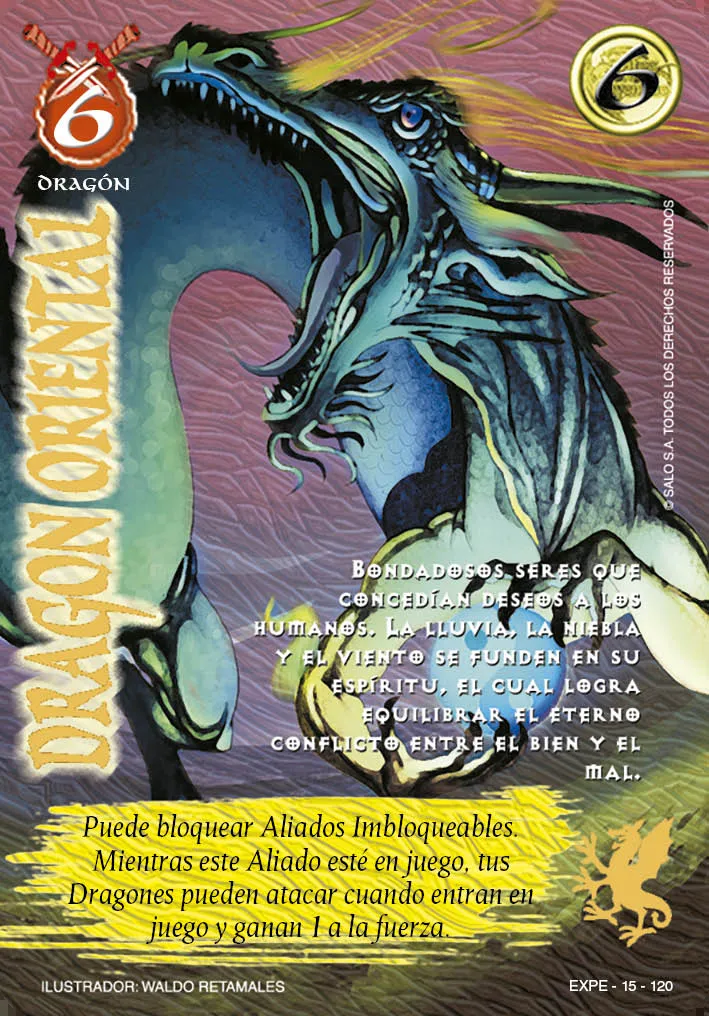 6
6
DRAGÓN
DRAGON ORIENTAL
© SALO S.A. TODOS LOS DERECHOS RESERVADOS
BONDADOSOS SERES QUE
CONCEDÍAN DESEOS A LOS
HUMANOS. LA LLUVIA, LA NIEBLA
Y EL VIENTO SE FUNDEN EN SU
ESPÍRITU, EL CUAL LOGRA
EQUILIBRAR EL ETERNO
CONFLICTO ENTRE EL BIEN Y EL
MAL.
Puede bloquear Aliados Imbloqueables.
Mientras este Aliado esté en juego, tus
Dragones pueden atacar cuando entran en
juego y ganan 1 a la fuerza.
ILUSTRADOR: WALDO RETAMALES
EXPE - 15 - 120